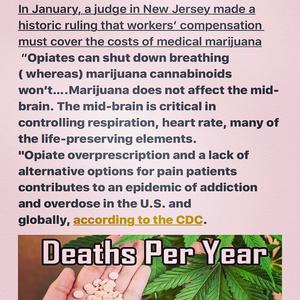 In January, a judge in New Jersey made a
historic ruling that workers’ compensation
must cover the costs of medical marijuana
“Opiates can shut down breathing
( whereas) marijuana cannabinoids
won’t….Marijuana does not affect the mid-
brain. The mid-brain is critical in
controlling respiration, heart rate, many of
the life-preserving elements.
"Opiate overprescription and a lack of
alternative options for pain patients
contributes to an epidemic of addiction
and overdose in the U.S. and
globally, according to the CDC.
Deaths Per Year